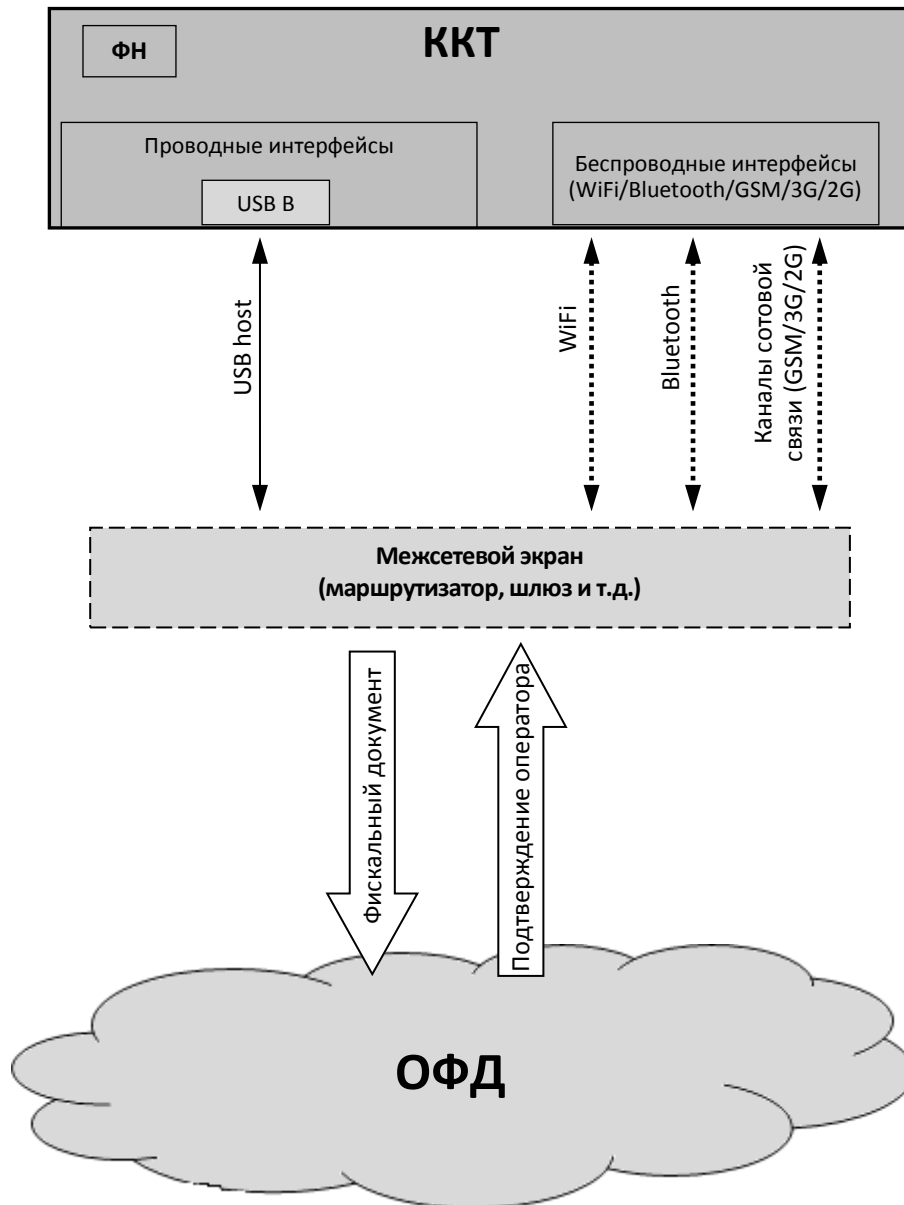 ФН
ККТ
Проводные интерфейсы
USB B
Беспроводные интерфейсы
(WiFi/Bluetooth/GSM/3G/2G)
USB host
WiFi
Bluetooth
Каналы сотовой
связи (GSM/3G/2G)
Межсетевой экран
(маршрутизатор, шлюз и т.д.)
Фискальный документ
Подтверждение оператора
ОФД